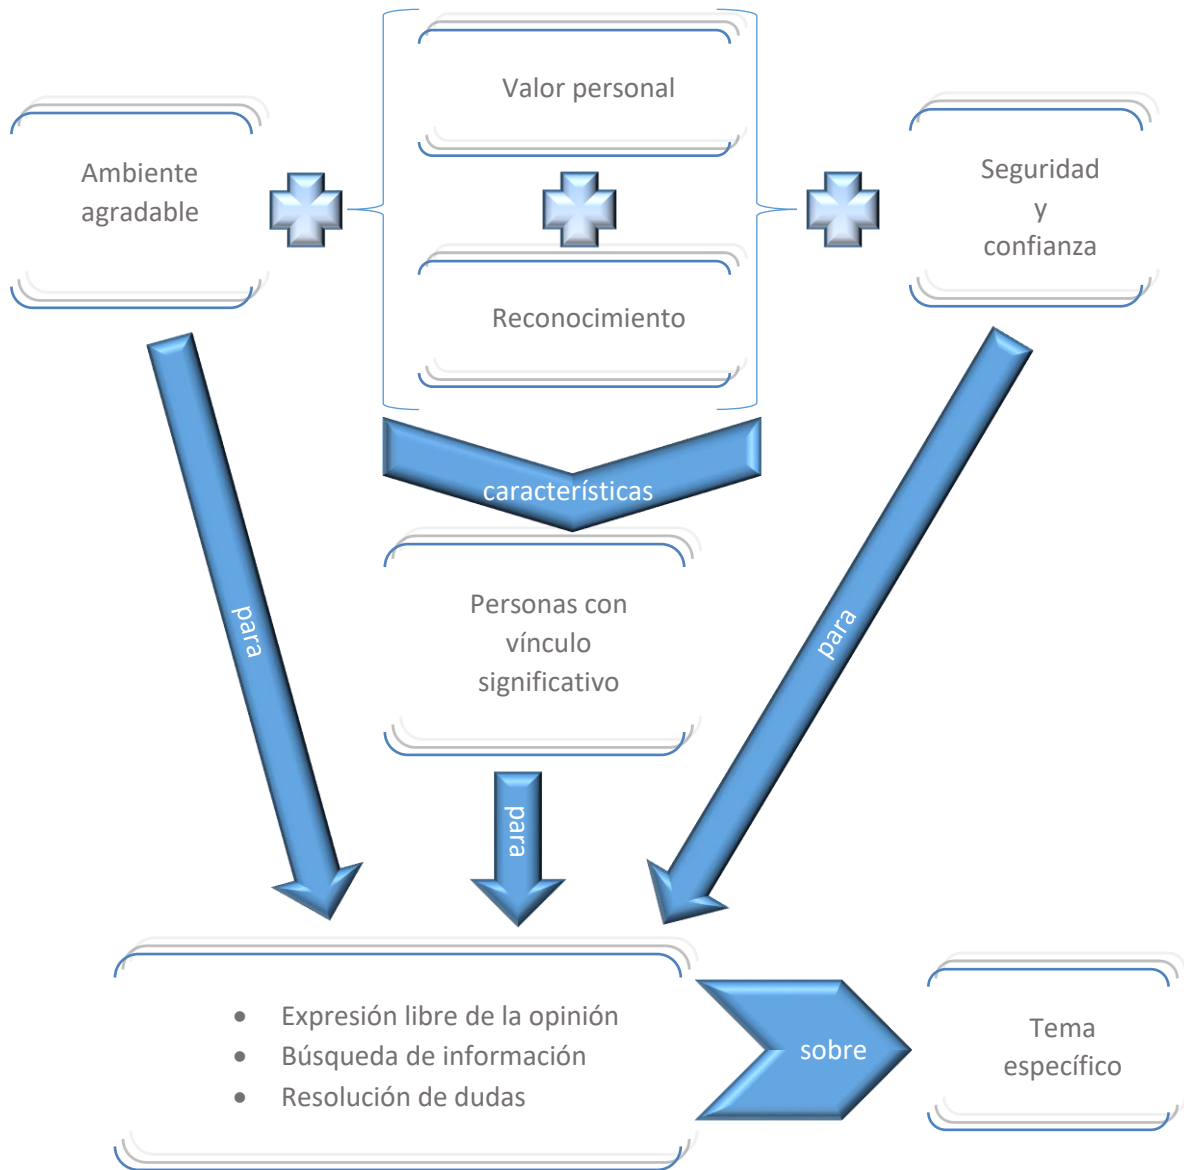 Valor personal
Ambiente
agradable
Seguridad
y
confianza
Reconocimiento
características
Personas con
vínculo
significativo
para
para
para
• Expresión libre de la opinión
• Búsqueda de información
• Resolución de dudas
sobre
Tema
específico